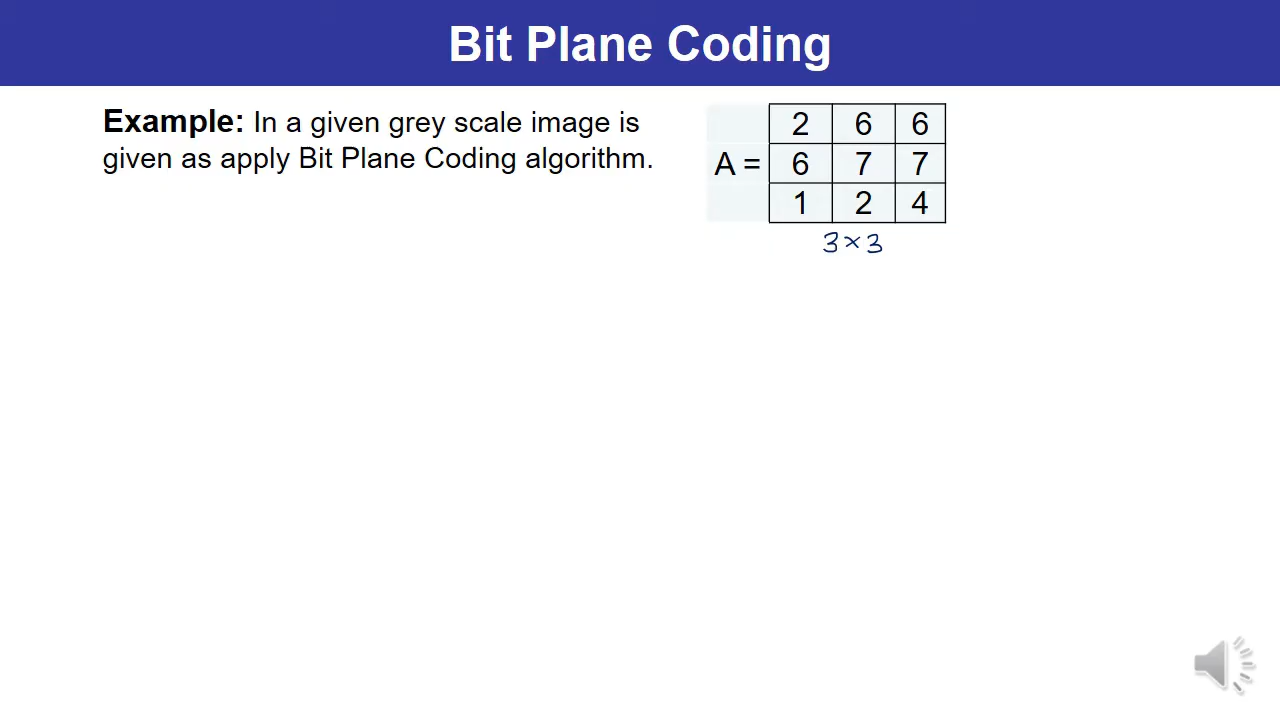 Bit Plane Coding
Example: In a given grey scale image is
given as apply Bit Plane Coding algorithm.
2 6 6
A = 6 7 7
1 2 4
3×3